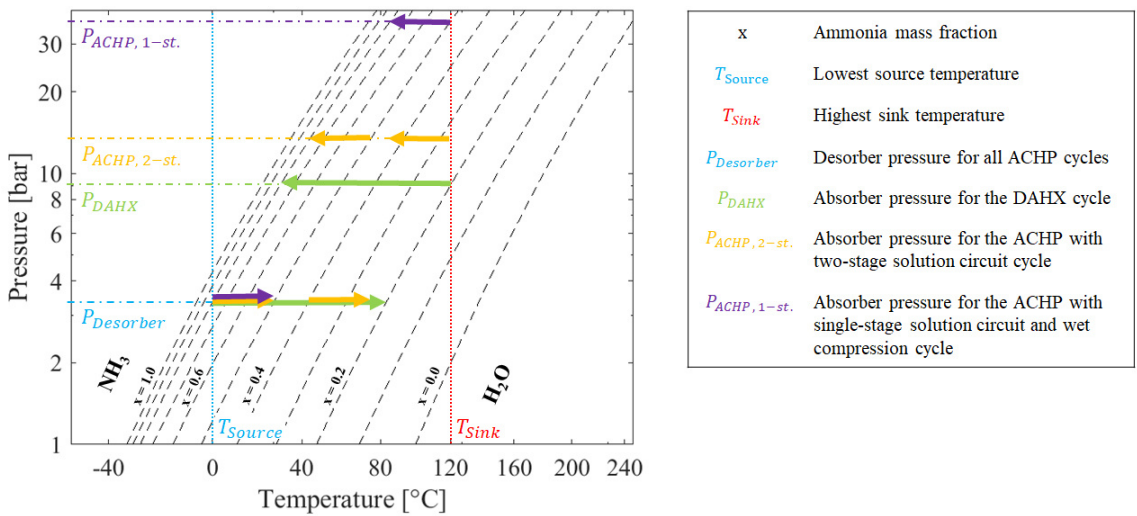 30
20
10
8
6
4
2
1
Pressure [bar]
P_ACHP, 1-st.
P_ACHP, 2-st.
P_DAHX
P_Desorber
NH3
x = 1.0
x = 0.6
x = 0.4
x = 0.2
x = 0.0
H2O
T_Source
T_Sink
-40 0 40 80 120 160 200 240
Temperature [°C]
x Ammonia mass fraction
T_Source Lowest source temperature
T_Sink Highest sink temperature
P_Desorber Desorber pressure for all ACHP cycles
P_DAHX Absorber pressure for the DAHX cycle
P_ACHP, 2-st. Absorber pressure for the ACHP with
two-stage solution circuit cycle
P_ACHP, 1-st. Absorber pressure for the ACHP with
single-stage solution circuit and wet
compression cycle